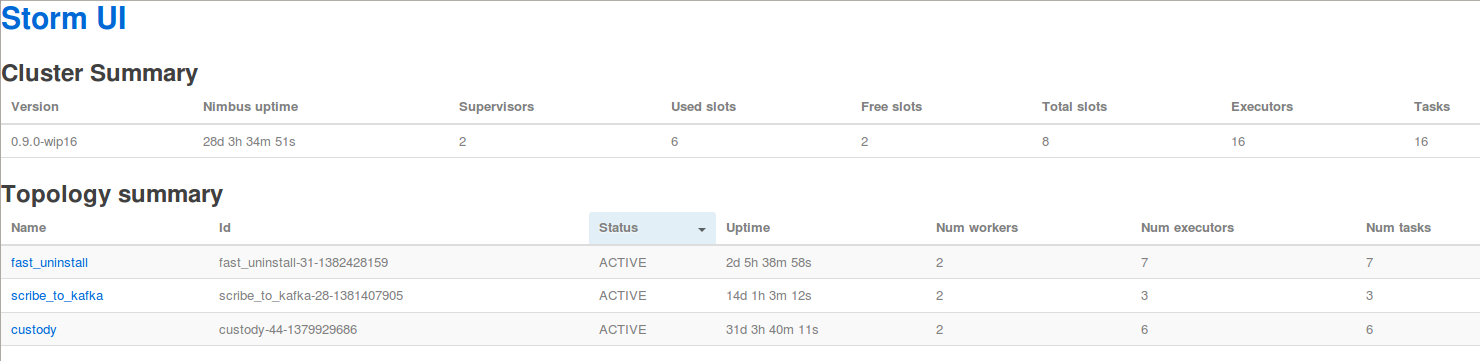 Storm UI
Cluster Summary
Version Nimbus uptime Supervisors Used slots Free slots Total slots Executors Tasks
0.9.0-wip16 28d 3h 34m 51s 2 6 2 8 16 16
Topology summary
Name Id Status Uptime Num workers Num executors Num tasks
fast_uninstall fast_uninstall-31-1382428159 ACTIVE 2d 5h 38m 58s 2 7 7
scribe_to_kafka scribe_to_kafka-28-1381407905 ACTIVE 14d 1h 3m 12s 2 3 3
custody custody-44-1379929686 ACTIVE 31d 3h 40m 11s 2 6 6